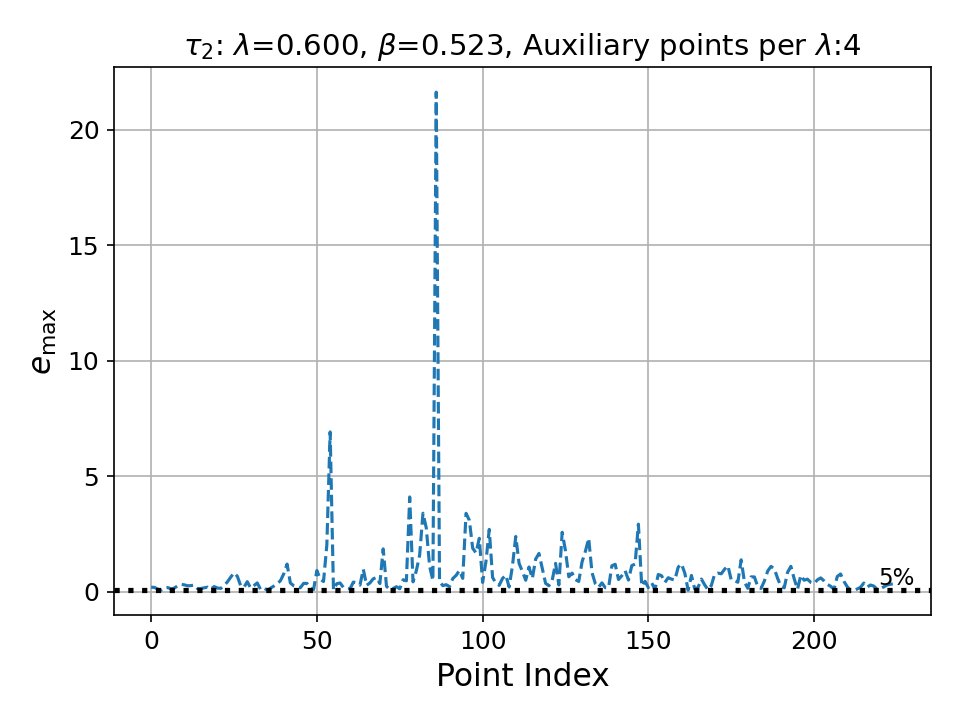 τ₂: λ=0.600, β=0.523, Auxiliary points per λ:4
20
15
10
5
0
e_max
5%
0 50 100 150 200
Point Index